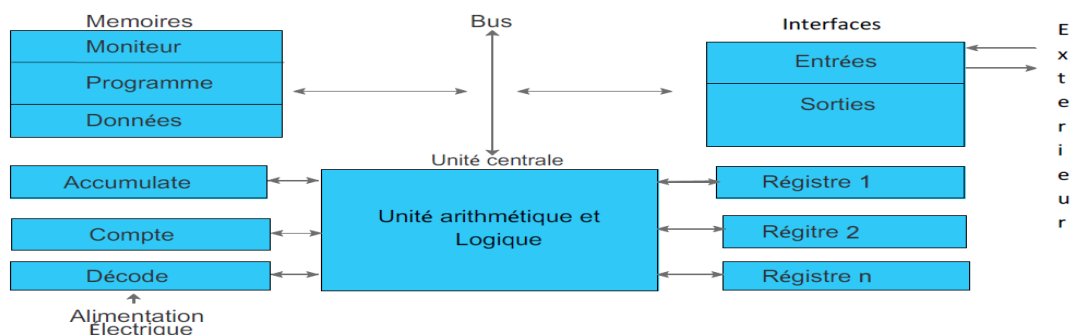 Memoires
Moniteur
Programme
Données
Bus
Interfaces
Entrées
Sorties
Exterieur
Unité centrale
Unité arithmétique et
Logique
Accumulate
Compte
Décode
Alimentation
Électrique
Régistre 1
Régitre 2
Régistre n